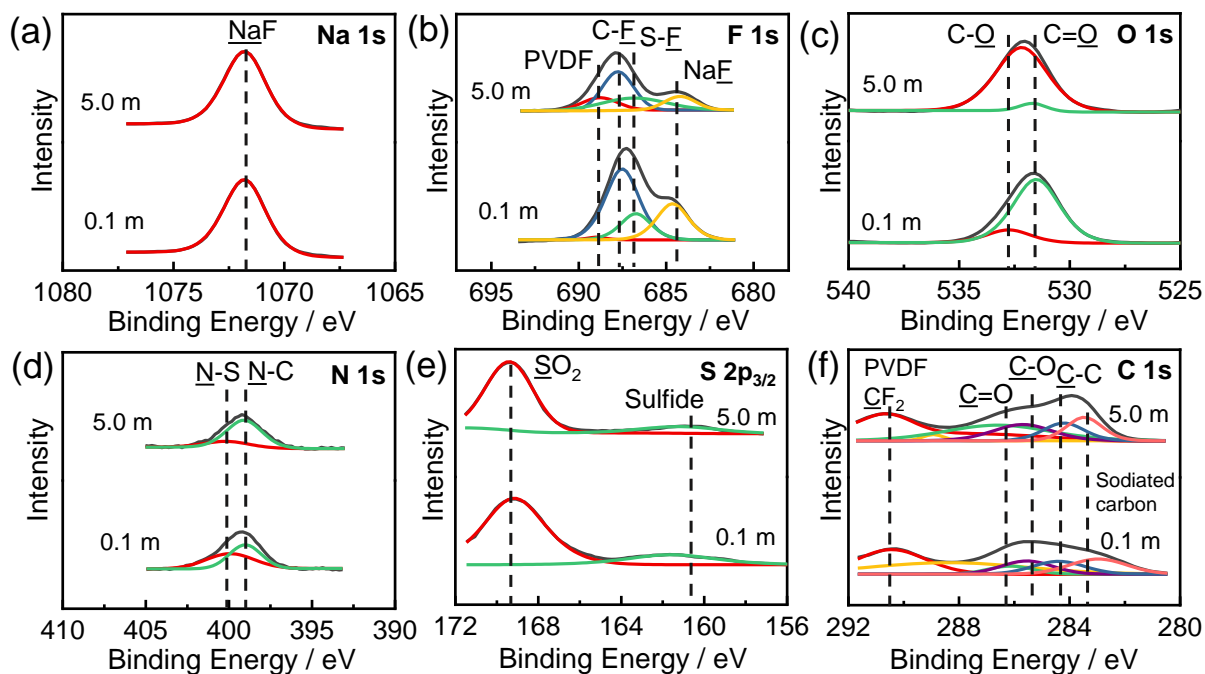 (a)
NaF
Na 1s
5.0 m
0.1 m
Intensity
1080 1075 1070 1065
Binding Energy / eV
(b)
C-F
S-F
F 1s
PVDF
NaF
5.0 m
0.1 m
Intensity
695 690 685 680
Binding Energy / eV
(c)
C-O
C=O
O 1s
5.0 m
0.1 m
Intensity
540 535 530 525
Binding Energy / eV
(d)
N-S
N-C
N 1s
5.0 m
0.1 m
Intensity
410 405 400 395 390
Binding Energy / eV
(e)
SO2
S 2p3/2
Sulfide
5.0 m
0.1 m
Intensity
172 168 164 160 156
Binding Energy / eV
(f)
PVDF
CF2
C=O
C-O
C-C
C 1s
5.0 m
Sodiated
carbon
0.1 m
Intensity
292 288 284 280
Binding Energy / eV